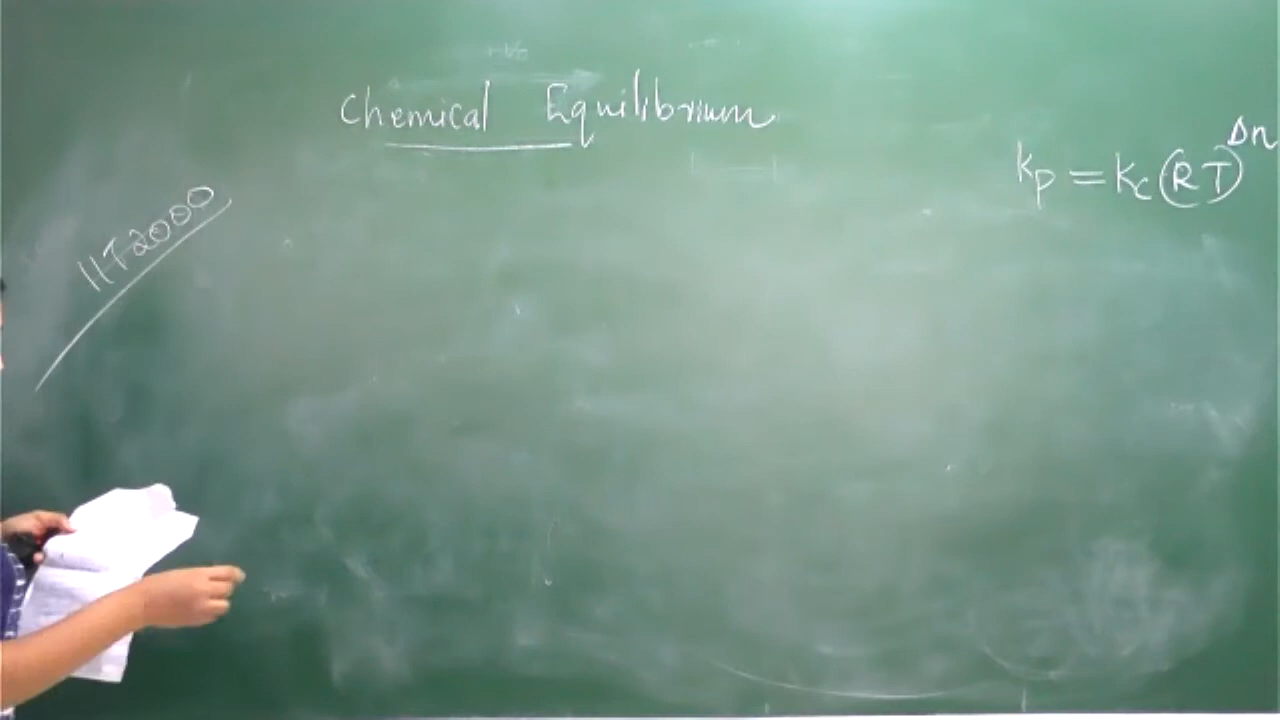 Chemical Equilibrium
Kp = Kc (RT)^Δn
IIT 2000